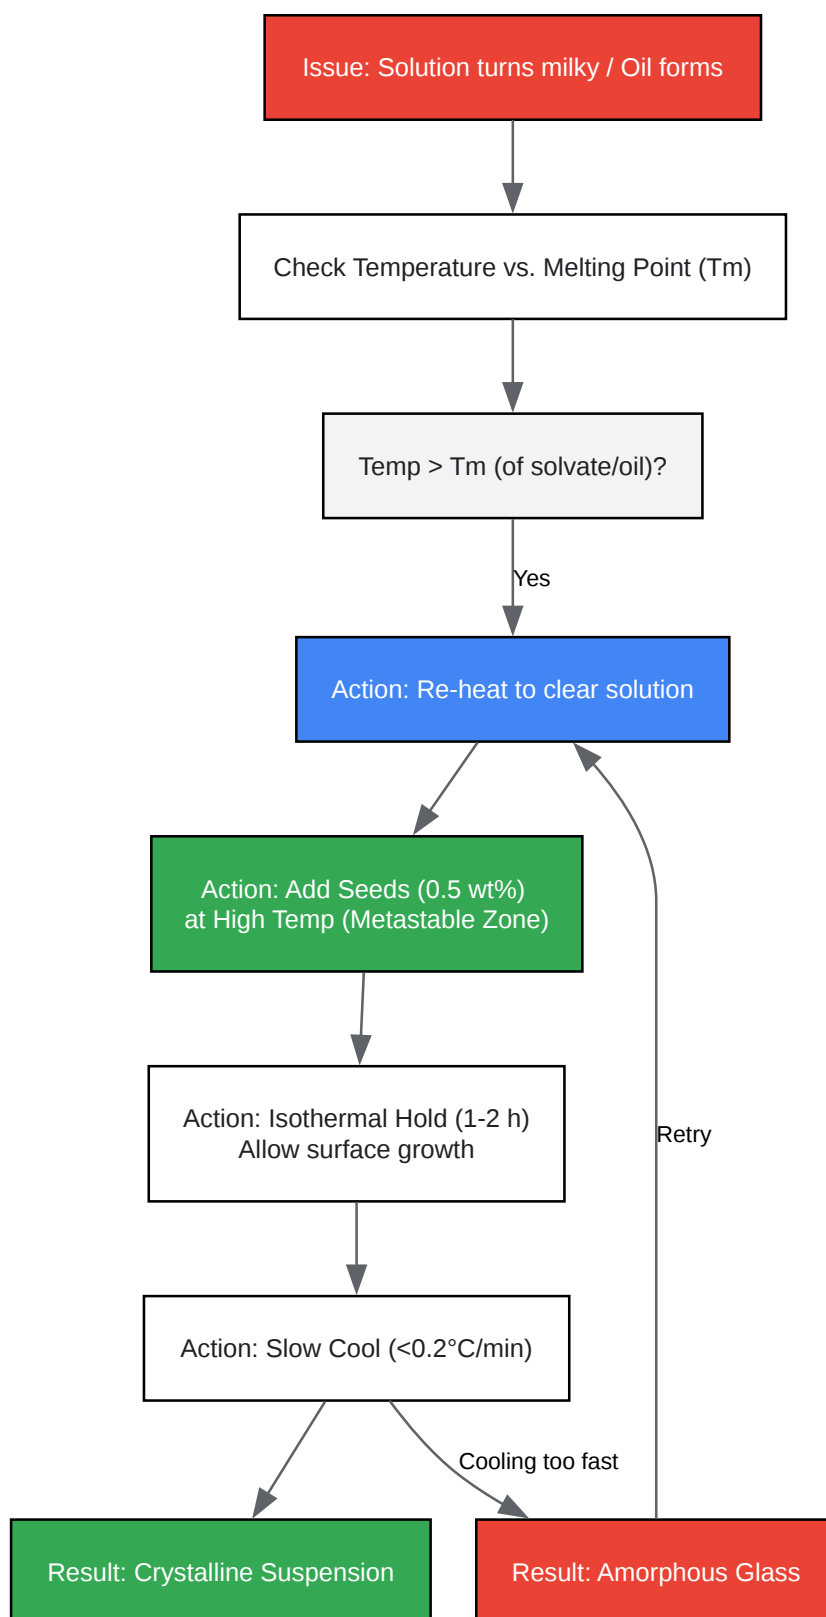 Issue: Solution turns milky / Oil forms
Check Temperature vs. Melting Point (Tm)
Temp > Tm (of solvate/oil)?
Yes
Action: Re-heat to clear solution
Action: Add Seeds (0.5 wt%)
at High Temp (Metastable Zone)
Action: Isothermal Hold (1-2 h)
Allow surface growth
Retry
Action: Slow Cool (<0.2°C/min)
Cooling too fast
Result: Crystalline Suspension
Result: Amorphous Glass